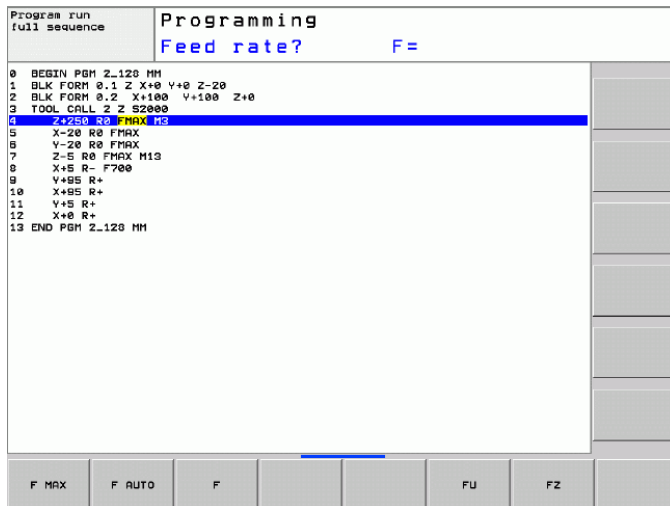 Program run
full sequence
Programming
Feed rate? F=
0 BEGIN PGM 2_128 MM
1 BLK FORM 0.1 Z X+0 Y+0 Z-20
2 BLK FORM 0.2 X+100 Y+100 Z+0
3 TOOL CALL 2 Z S2000
4 Z+250 R0 FMAX M3
5 X-20 R0 FMAX
6 Y-20 R0 FMAX
7 Z-5 R0 FMAX M13
8 X+5 R- F700
9 Y+95 R+
10 X+95 R+
11 Y+5 R+
12 X+0 R+
13 END PGM 2_128 MM
F MAX F AUTO F FU FZ